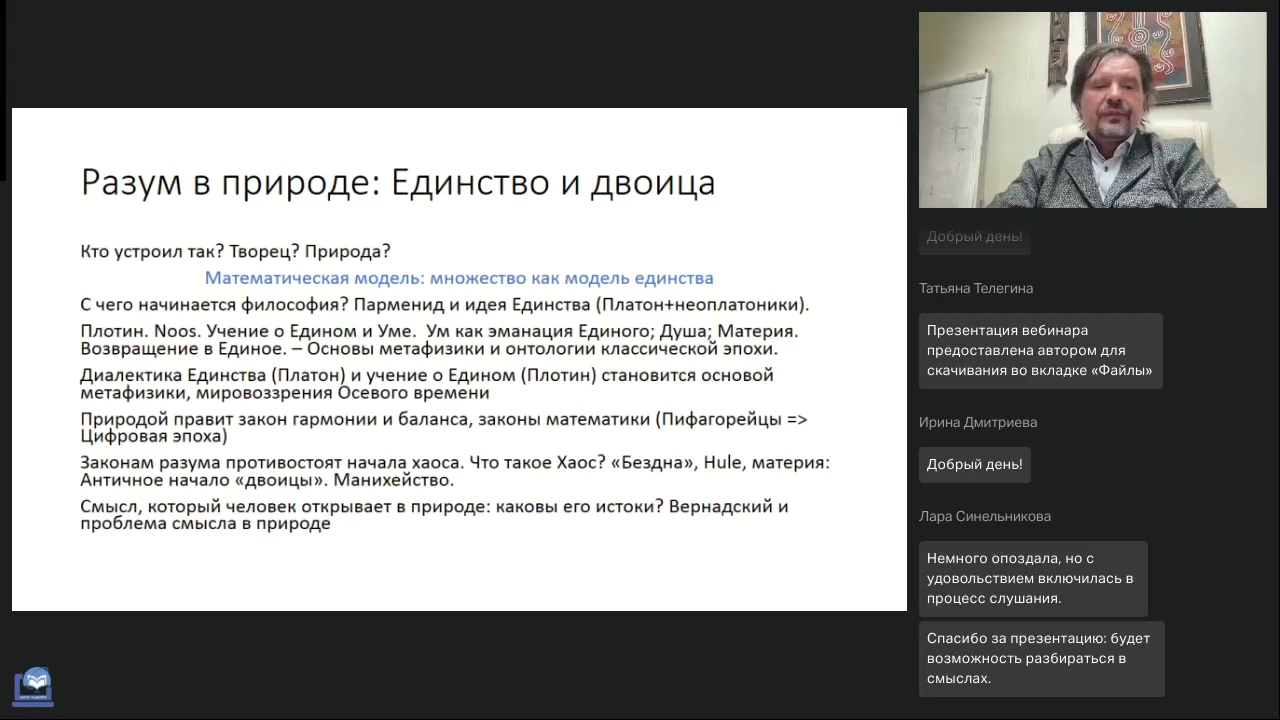 Разум в природе: Единство и двоица
Кто устроил так? Творец? Природа?
Математическая модель: множество как модель единства
С чего начинается философия? Парменид и идея Единства (Платон+неоплатоники).
Плотин. Noos. Учение о Едином и Уме.  Ум как эманация Единого; Душа; Материя.
Возвращение в Единое. – Основы метафизики и онтологии классической эпохи.
Диалектика Единства (Платон) и учение о Едином (Плотин) становится основой
метафизики, мировоззрения Осевого времени
Природой правит закон гармонии и баланса, законы математики (Пифагорейцы =>
Цифровая эпоха)
Законам разума противостоят начала хаоса. Что такое Хаос? «Бездна», Hule, материя:
Античное начало «двоицы». Манихейство.
Смысл, который человек открывает в природе: каковы его истоки? Вернадский и
проблема смысла в природе
Добрый день!
Татьяна Телегина
Презентация вебинара
предоставлена автором для
скачивания во вкладке «Файлы»
Ирина Дмитриева
Добрый день!
Лара Синельникова
Немного опоздала, но с
удовольствием включилась в
процесс слушания.
Спасибо за презентацию: будет
возможность разбираться в
смыслах.